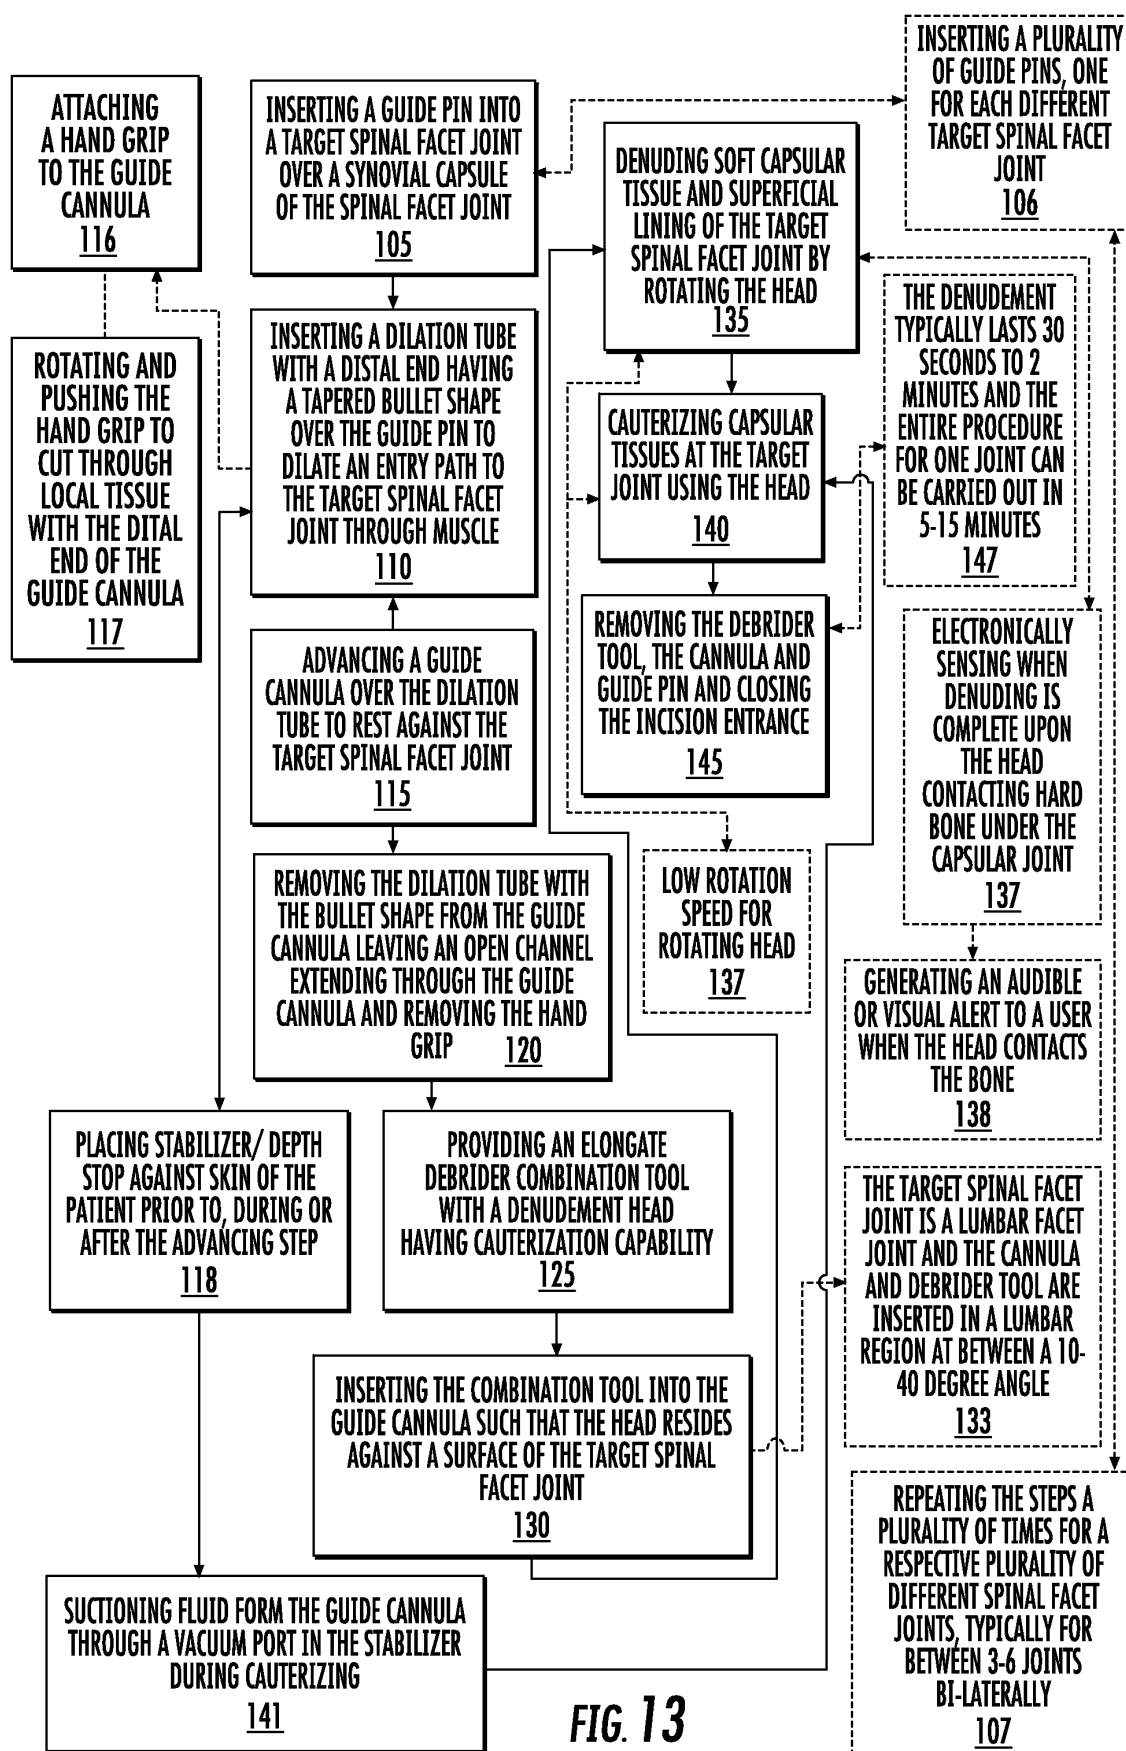 ATTACHING
A HAND GRIP
TO THE GUIDE
CANNULA
116
ROTATING AND
PUSHING THE
HAND GRIP TO
CUT THROUGH
LOCAL TISSUE
WITH THE DITAL
END OF THE
GUIDE CANNULA
117
INSERTING A GUIDE PIN INTO
A TARGET SPINAL FACET JOINT
OVER A SYNOVIAL CAPSULE
OF THE SPINAL FACET JOINT
105
INSERTING A DILATION TUBE
WITH A DISTAL END HAVING
A TAPERED BULLET SHAPE
OVER THE GUIDE PIN TO
DILATE AN ENTRY PATH TO
THE TARGET SPINAL FACET
JOINT THROUGH MUSCLE
110
ADVANCING A GUIDE
CANNULA OVER THE DILATION
TUBE TO REST AGAINST THE
TARGET SPINAL FACET JOINT
115
REMOVING THE DILATION TUBE WITH
THE BULLET SHAPE FROM THE GUIDE
CANNULA LEAVING AN OPEN CHANNEL
EXTENDING THROUGH THE GUIDE
CANNULA AND REMOVING THE HAND
GRIP 120
PLACING STABILIZER/ DEPTH
STOP AGAINST SKIN OF THE
PATIENT PRIOR TO, DURING OR
AFTER THE ADVANCING STEP
118
PROVIDING AN ELONGATE
DEBRIDER COMBINATION TOOL
WITH A DENUDEMENT HEAD
HAVING CAUTERIZATION CAPABILITY
125
INSERTING THE COMBINATION TOOL INTO THE
GUIDE CANNULA SUCH THAT THE HEAD RESIDES
AGAINST A SURFACE OF THE TARGET SPINAL
FACET JOINT
130
SUCTIONING FLUID FORM THE GUIDE CANNULA
THROUGH A VACUUM PORT IN THE STABILIZER
DURING CAUTERIZING
141
DENUDING SOFT CAPSULAR
TISSUE AND SUPERFICIAL
LINING OF THE TARGET
SPINAL FACET JOINT BY
ROTATING THE HEAD
135
CAUTERIZING CAPSULAR
TISSUES AT THE TARGET
JOINT USING THE HEAD
140
REMOVING THE DEBRIDER
TOOL, THE CANNULA AND
GUIDE PIN AND CLOSING
THE INCISION ENTRANCE
145
LOW ROTATION
SPEED FOR
ROTATING HEAD
137
INSERTING A PLURALITY
OF GUIDE PINS, ONE
FOR EACH DIFFERENT
TARGET SPINAL FACET
JOINT
106
THE DENUDEMENT
TYPICALLY LASTS 30
SECONDS TO 2
MINUTES AND THE
ENTIRE PROCEDURE
FOR ONE JOINT CAN
BE CARRIED OUT IN
5-15 MINUTES
147
ELECTRONICALLY
SENSING WHEN
DENUDING IS
COMPLETE UPON
THE HEAD
CONTACTING HARD
BONE UNDER THE
CAPSULAR JOINT
137
GENERATING AN AUDIBLE
OR VISUAL ALERT TO A USER
WHEN THE HEAD CONTACTS
THE BONE
138
THE TARGET SPINAL FACET
JOINT IS A LUMBAR FACET
JOINT AND THE CANNULA
AND DEBRIDER TOOL ARE
INSERTED IN A LUMBAR
REGION AT BETWEEN A 10-
40 DEGREE ANGLE
133
REPEATING THE STEPS A
PLURALITY OF TIMES FOR A
RESPECTIVE PLURALITY OF
DIFFERENT SPINAL FACET
JOINTS, TYPICALLY FOR
BETWEEN 3-6 JOINTS
BI-LATERALLY
107
FIG. 13